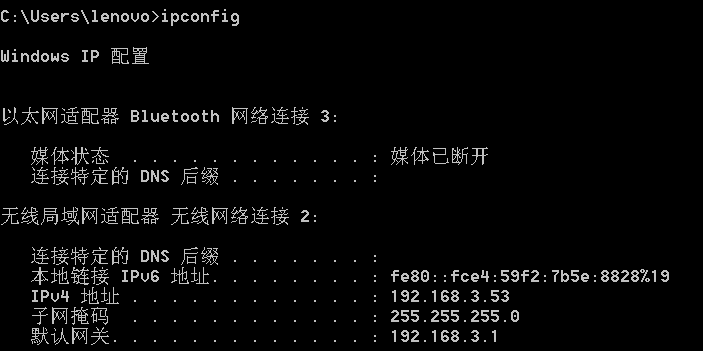 C:\Users\lenovo>ipconfig
Windows IP 配置
以太网适配器 Bluetooth 网络连接 3:
媒体状态 . . . . . . . . . . . . : 媒体已断开
连接特定的 DNS 后缀 . . . . . . . :
无线局域网适配器 无线网络连接 2:
连接特定的 DNS 后缀 . . . . . . . :
本地链接 IPv6 地址. . . . . . . . : fe80::fce4:59f2:7b5e:8828%19
IPv4 地址 . . . . . . . . . . . . : 192.168.3.53
子网掩码 . . . . . . . . . . . . : 255.255.255.0
默认网关. . . . . . . . . . . . . : 192.168.3.1